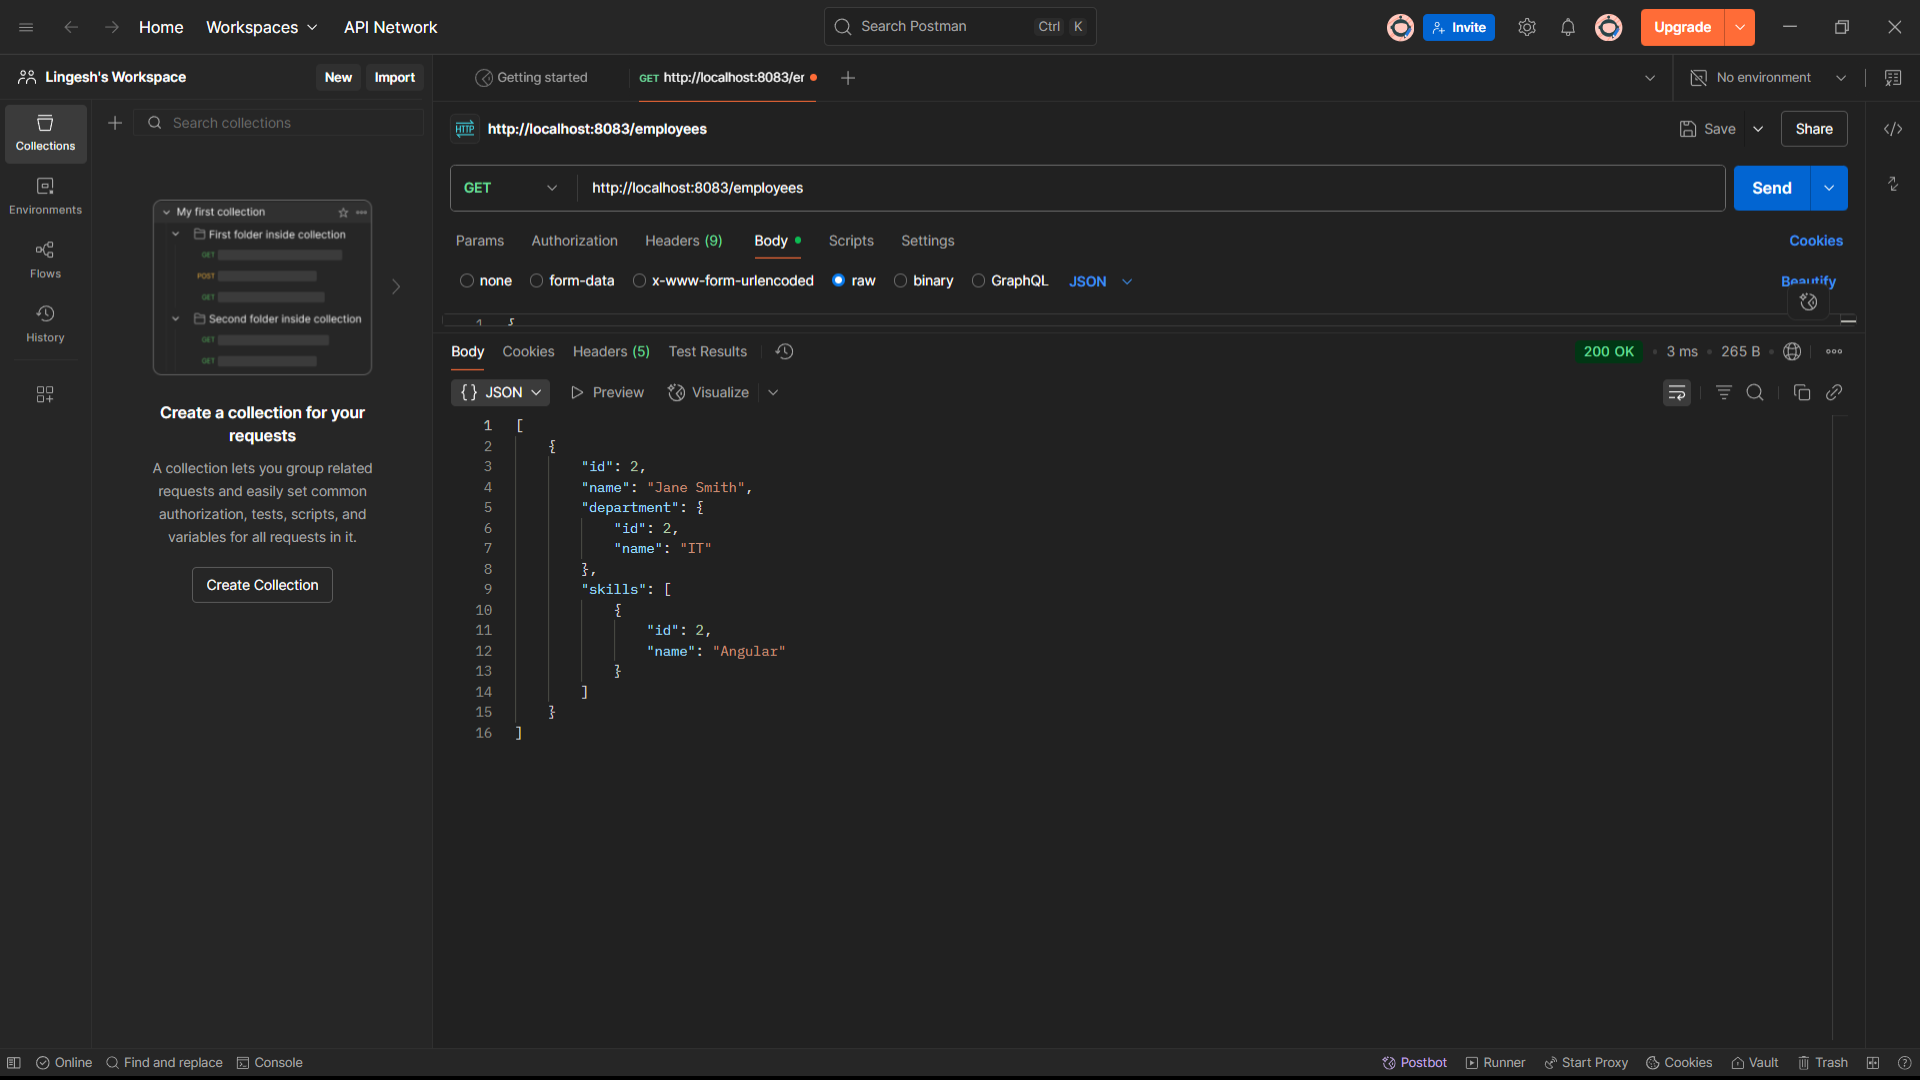 Home Workspaces API Network Search Postman Ctrl K Invite Upgrade
Lingesh's Workspace New Import Getting started GET http://localhost:8083/er No environment
Collections
Search collections
Environments
Flows
History
My first collection
First folder inside collection
GET
POST
GET
Second folder inside collection
GET
GET
Create a collection for your
requests
A collection lets you group related
requests and easily set common
authorization, tests, scripts, and
variables for all requests in it.
Create Collection
HTTP http://localhost:8083/employees Save Share
GET http://localhost:8083/employees Send
Params Authorization Headers (9) Body Scripts Settings Cookies
none form-data x-www-form-urlencoded raw binary GraphQL JSON Beautify
1 {
Body Cookies Headers (5) Test Results 200 OK 3 ms 265 B
{} JSON Preview Visualize
1 [
2 {
3 "id": 2,
4 "name": "Jane Smith",
5 "department": {
6 "id": 2,
7 "name": "IT"
8 },
9 "skills": [
10 {
11 "id": 2,
12 "name": "Angular"
13 }
14 ]
15 }
16 ]
Online Find and replace Console Postbot Runner Start Proxy Cookies Vault Trash